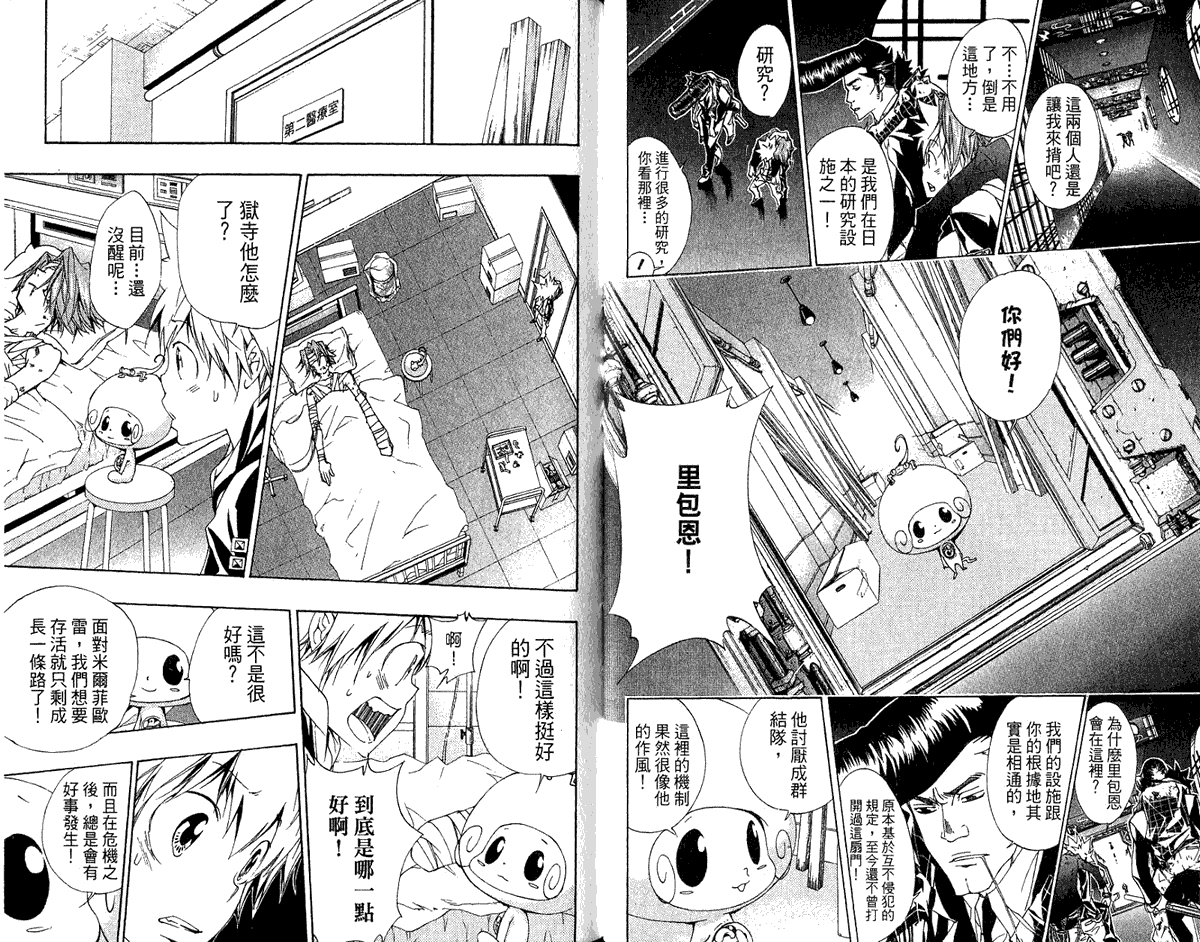 這兩個人還是
讓我來揹吧？
不…不用
了，倒是
這地方…
是我們在日
本的研究設
施之一！
研究？
進行很多的研究，
你看那裡…
你們好！
里包恩！
為什麼里包恩
會在這裡？
我們的設施跟
你的根據地其
實是相通的，
原本基於互不侵犯的
規定，至今還不曾打
開過這扇門！
他討厭成群
結隊，
這裡的機制
果然很像他
的作風！
第二醫療室
獄寺他怎麼
了？
目前…還
沒醒呢…
不過這樣挺好
的啊！
啊！
到底是哪一點
好啊！
這不是很
好嗎？
面對米爾菲歐
雷，我們想要
存活就只剩成
長一條路了！
而且在危機之
後，總是會有
好事發生！